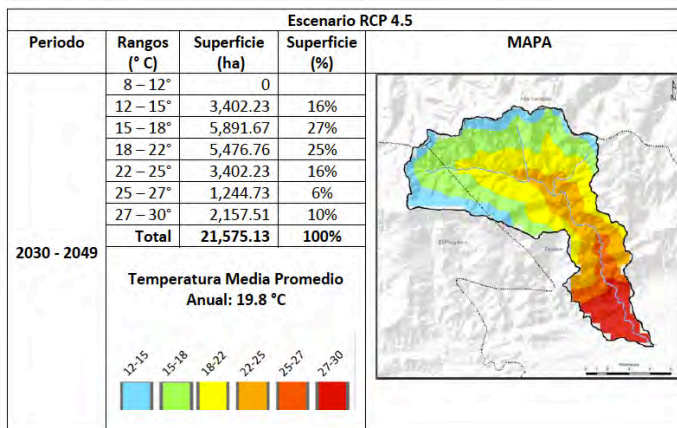 Escenario RCP 4.5
Periodo Rangos (° C) Superficie (ha) Superficie (%) MAPA
2030 - 2049
8 – 12° 0
12 – 15° 3,402.23 16%
15 – 18° 5,891.67 27%
18 – 22° 5,476.76 25%
22 – 25° 3,402.23 16%
25 – 27° 1,244.73 6%
27 – 30° 2,157.51 10%
Total 21,575.13 100%
Temperatura Media Promedio
Anual: 19.8 °C
12-15 15-18 18-22 22-25 25-27 27-30